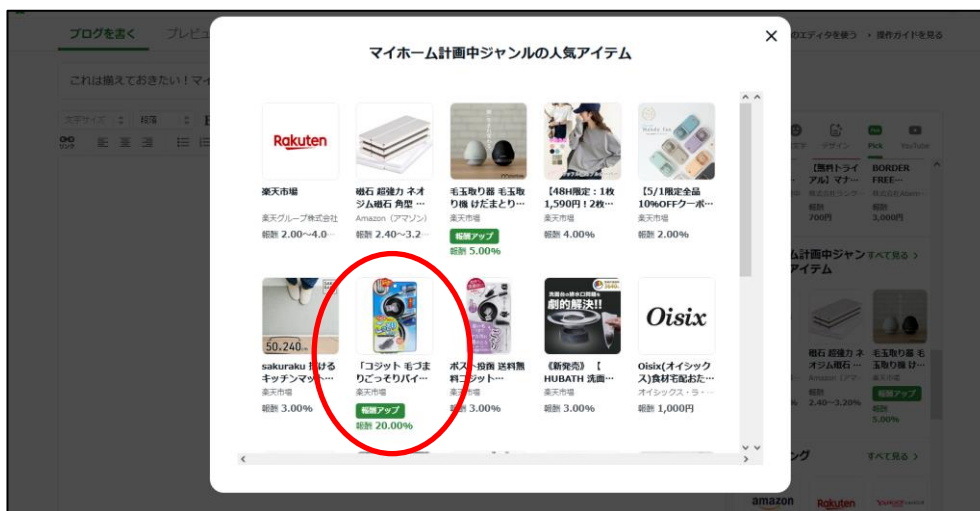 ブログを書く プレビュ
のエディタを使う ・ 操作ガイドを見る
マイホーム計画中ジャンルの人気アイテム
これは揃えておきたい！マイ
文字サイズ 段落
リンク
デザイン Pick YouTube
Rakuten
楽天市場
楽天グループ株式会社
報酬 2.00～4.0…
磁石 超強力 ネオ
ジム磁石 角型 …
Amazon（アマゾン）
報酬 2.40～3.2…
毛玉取り器 毛玉取
り機 けだまとり…
楽天市場
報酬アップ
報酬 5.00%
【48H限定：1枚
1,590円！2枚…
楽天市場
報酬 4.00%
【5/1限定全品
10%OFFクーポ…
楽天市場
報酬 2.00%
【無料トライ
アル】マナ…
報酬
700円
BORDER
FREE…
報酬
3,000円
ム計画中ジャン すべて見る ›
アイテム
50.240
sakuraku 拭ける
キッチンマット…
楽天市場
報酬 3.00%
「コジット 毛づま
りごっそりパイ…
楽天市場
報酬アップ
報酬 20.00%
ポスト投函 送料無
料コジット…
楽天市場
報酬 3.00%
劇的解決!!
《新発売》【
HUBATH 洗面…
楽天市場
報酬 3.00%
Oisix
Oisix(オイシック
ス)食材宅配おた…
オイシックス・ラ・…
報酬 1,000円
磁石 超強力 ネ
オジム磁石 …
Amazon（アマ…
報酬
2.40～3.20%
毛玉取り器 毛
玉取り機 け…
楽天市場
報酬アップ
報酬
5.00%
ング すべて見る ›
amazon Rakuten YAHOO!